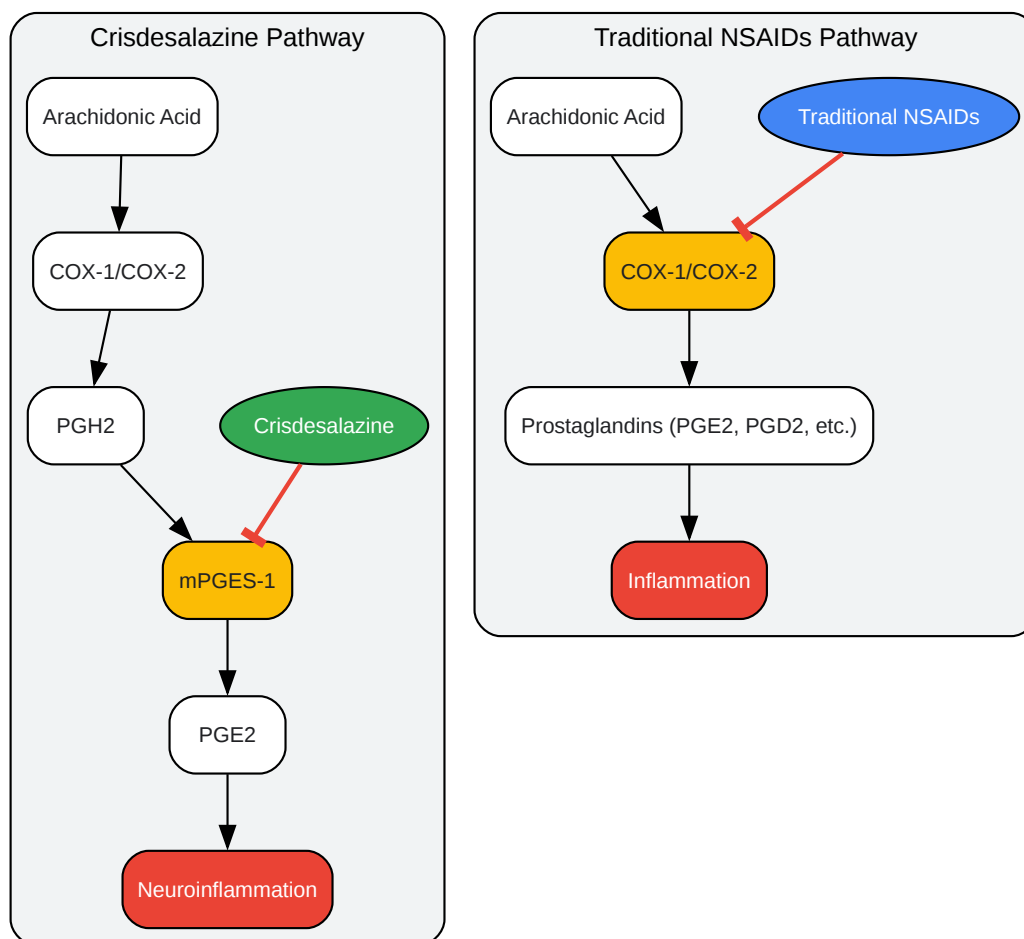 Crisdesalazine Pathway
Arachidonic Acid
COX-1/COX-2
PGH2
Crisdesalazine
mPGES-1
PGE2
Neuroinflammation
Traditional NSAIDs Pathway
Arachidonic Acid
Traditional NSAIDs
COX-1/COX-2
Prostaglandins (PGE2, PGD2, etc.)
Inflammation